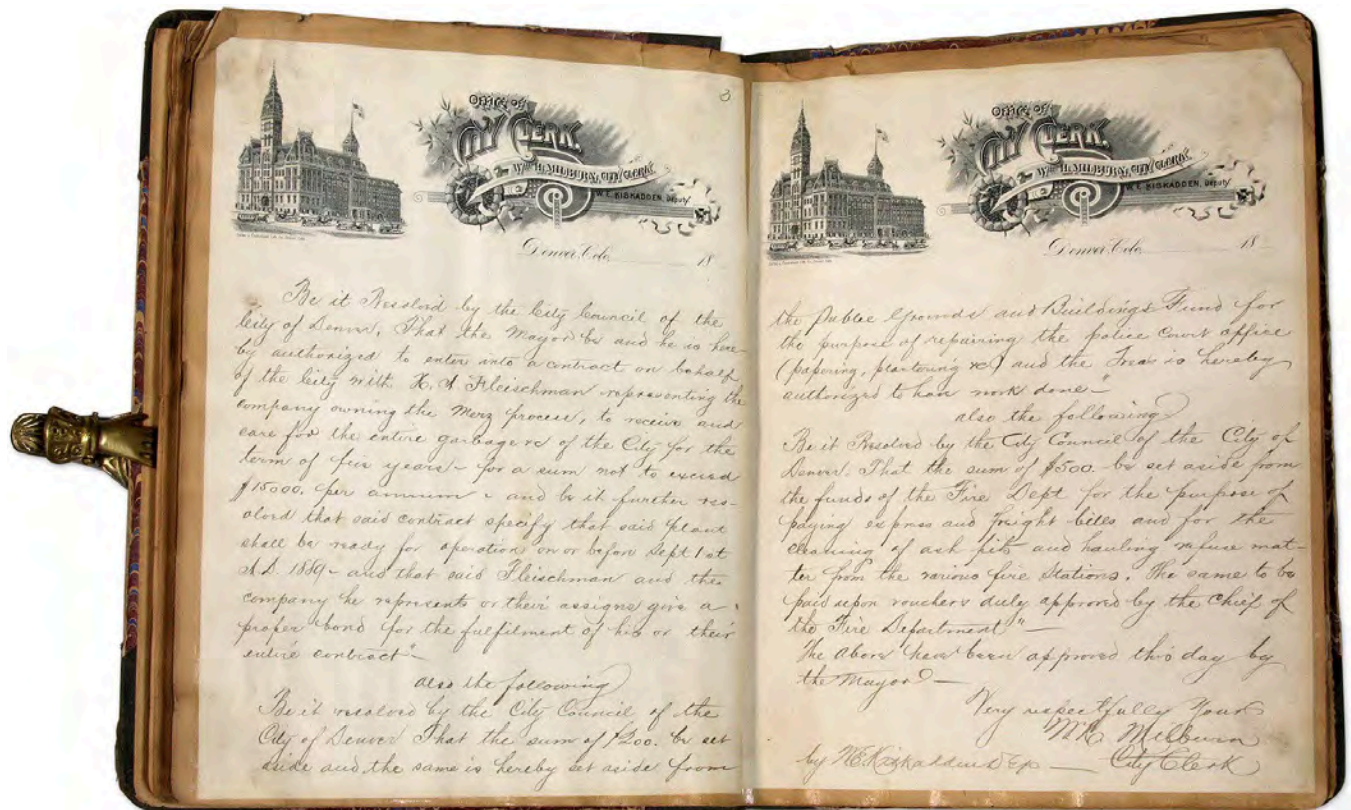 3
OFFICE OF
CITY CLERK.
Wm R. MILBURN, CITY CLERK.
W. E. KISKADDEN, Deputy
Denver, Colo. 18
Be it Resolvd by the City Council of the
City of Denver, That the Mayor be and he is here-
by authorized to enter into a contract on behalf
of the City with Fleischman representing the
company owning the Merz process, to receive and
care for the entire garbage &c of the City for the
term of five years – for a sum not to exceed
$15000. per annum – and be it further res-
olvd that said contract specify that said plant
shall be ready for operation on or before Sept 1st
A.D. 1889 – and that said Fleischman and the
company he represents or their assigns give a
proper bond for the fulfilment of his or their
entire contract" –
also the following
Be it resolved by the City Council of the
City of Denver That the sum of $200. be set
aside and the same is hereby set aside from
OFFICE OF
CITY CLERK.
Wm R. MILBURN, CITY CLERK.
W. E. KISKADDEN, Deputy
Denver, Colo. 18
the Public Grounds and Buildings Fund for
the purpose of repairing the police Court office
(papering, plastering &c) and the is hereby
authorized to have work done –"
also the following
Be it Resolved by the City Council of the City of
Denver. That the sum of $500 – be set aside from
the funds of the Fire Dept for the purpose of
paying express and freight bills and for the
cleaning of ash pits and hauling refuse mat-
ter from the various fire stations. The same to be
paid upon vouchers duly approved by the Chief of
the Fire Department" –
The above have been approved this day by
the Mayor –
Very respectfully Yours
Milburn
by W E Kiskadden Dep – City Clerk